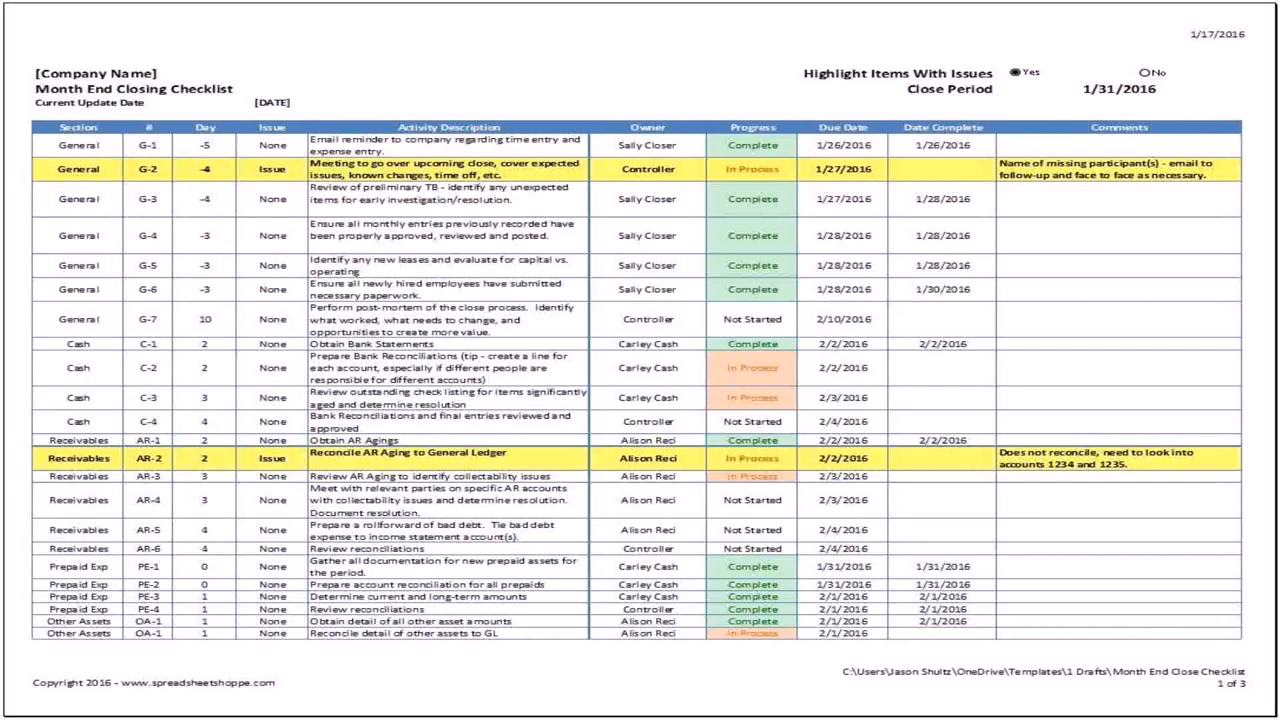 1/17/2016
[Company Name]
Highlight Items With Issues Yes No
Month End Closing Checklist
Close Period 1/31/2016
Current Update Date [DATE]
Section # Day Issue Activity Description Owner Progress Due Date Date Complete Comments
General G-1 -5 None Email reminder to company regarding time entry and
expense entry. Sally Closer Complete 1/26/2016 1/26/2016
General G-2 -4 Issue Meeting to go over upcoming close, cover expected
issues, known changes, time off, etc. Controller In Process 1/27/2016 Name of missing participant(s) - email to
follow-up and face to face as necessary.
General G-3 -4 None Review of preliminary TB - identify any unexpected
items for early investigation/resolution. Sally Closer Complete 1/27/2016 1/28/2016
General G-4 -3 None Ensure all monthly entries previously recorded have
been properly approved, reviewed and posted. Sally Closer Complete 1/28/2016 1/28/2016
General G-5 -3 None Identify any new leases and evaluate for capital vs.
operating Sally Closer Complete 1/28/2016 1/28/2016
General G-6 -3 None Ensure all newly hired employees have submitted
necessary paperwork. Sally Closer Complete 1/28/2016 1/30/2016
General G-7 10 None Perform post-mortem of the close process. Identify
what worked, what needs to change, and
opportunities to create more value. Controller Not Started 2/10/2016
Cash C-1 2 None Obtain Bank Statements Carley Cash Complete 2/2/2016 2/2/2016
Cash C-2 2 None Prepare Bank Reconciliations (tip - create a line for
each account, especially if different people are
responsible for different accounts) Carley Cash In Process 2/2/2016
Cash C-3 3 None Review outstanding check listing for items significantly
aged and determine resolution Carley Cash In Process 2/3/2016
Cash C-4 4 None Bank Reconciliations and final entries reviewed and
approved Controller Not Started 2/4/2016
Receivables AR-1 2 None Obtain AR Agings Alison Reci Complete 2/2/2016 2/2/2016
Receivables AR-2 2 Issue Reconcile AR Aging to General Ledger Alison Reci In Process 2/2/2016 Does not reconcile, need to look into
accounts 1234 and 1235.
Receivables AR-3 3 None Review AR Aging to identify collectability issues Alison Reci In Process 2/3/2016
Receivables AR-4 3 None Meet with relevant parties on specific AR accounts
with collectability issues and determine resolution.
Document resolution. Alison Reci Not Started 2/3/2016
Receivables AR-5 4 None Prepare a rollforward of bad debt. Tie bad debt
expense to income statement account(s). Alison Reci Not Started 2/4/2016
Receivables AR-6 4 None Review reconciliations Controller Not Started 2/4/2016
Prepaid Exp PE-1 0 None Gather all documentation for new prepaid assets for
the period. Carley Cash Complete 1/31/2016 1/31/2016
Prepaid Exp PE-2 0 None Prepare account reconciliation for all prepaids Carley Cash Complete 1/31/2016 1/31/2016
Prepaid Exp PE-3 1 None Determine current and long-term amounts Carley Cash Complete 2/1/2016 2/1/2016
Prepaid Exp PE-4 1 None Review reconciliations Controller Complete 2/1/2016 2/1/2016
Other Assets OA-1 1 None Obtain detail of all other asset amounts Alison Reci Complete 2/1/2016 2/1/2016
Other Assets OA-1 1 None Reconcile detail of other assets to GL Alison Reci In Process 2/1/2016
C:\Users\Jason Shultz\OneDrive\Templates\1 Drafts\Month End Close Checklist
Copyright 2016 - www.spreadsheetshoppe.com
1 of 3